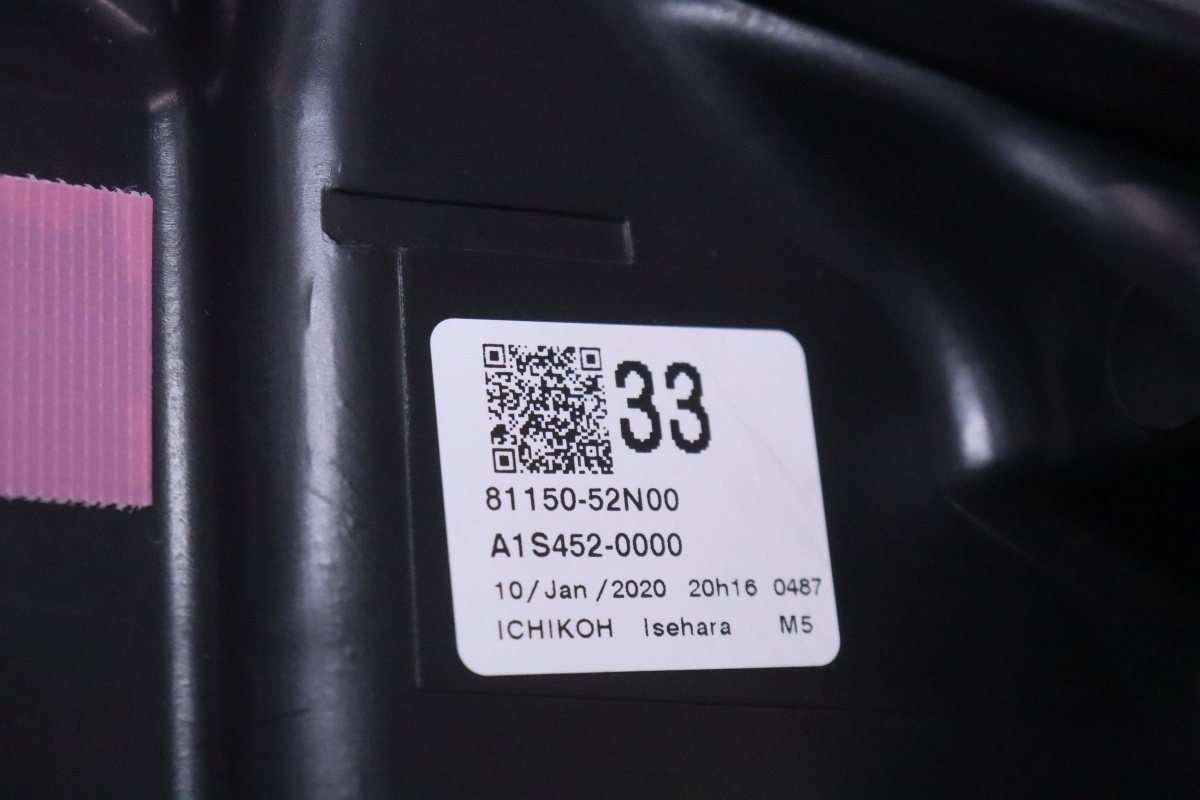 33
81150-52N00
A1S452-0000
10/Jan/2020 20h16 0487
ICHIKOH Isehara M5